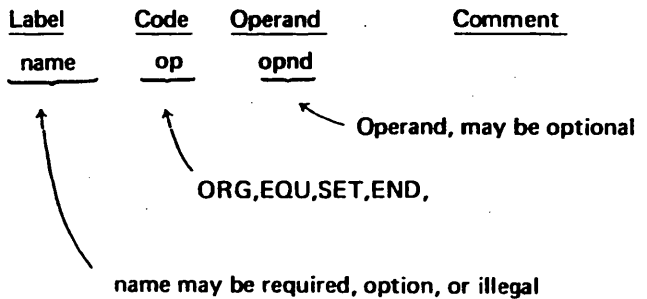 Label Code Operand Comment
name op opnd
Operand, may be optional
ORG,EQU,SET,END,
name may be required, option, or illegal